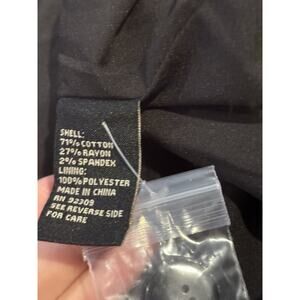 SHELL:
71% COTTON
27% RAYON
2% SPANDEX
LINING:
100% POLYESTER
MADE IN CHINA
RN 92309
SEE REVERSE SIDE
FOR CARE